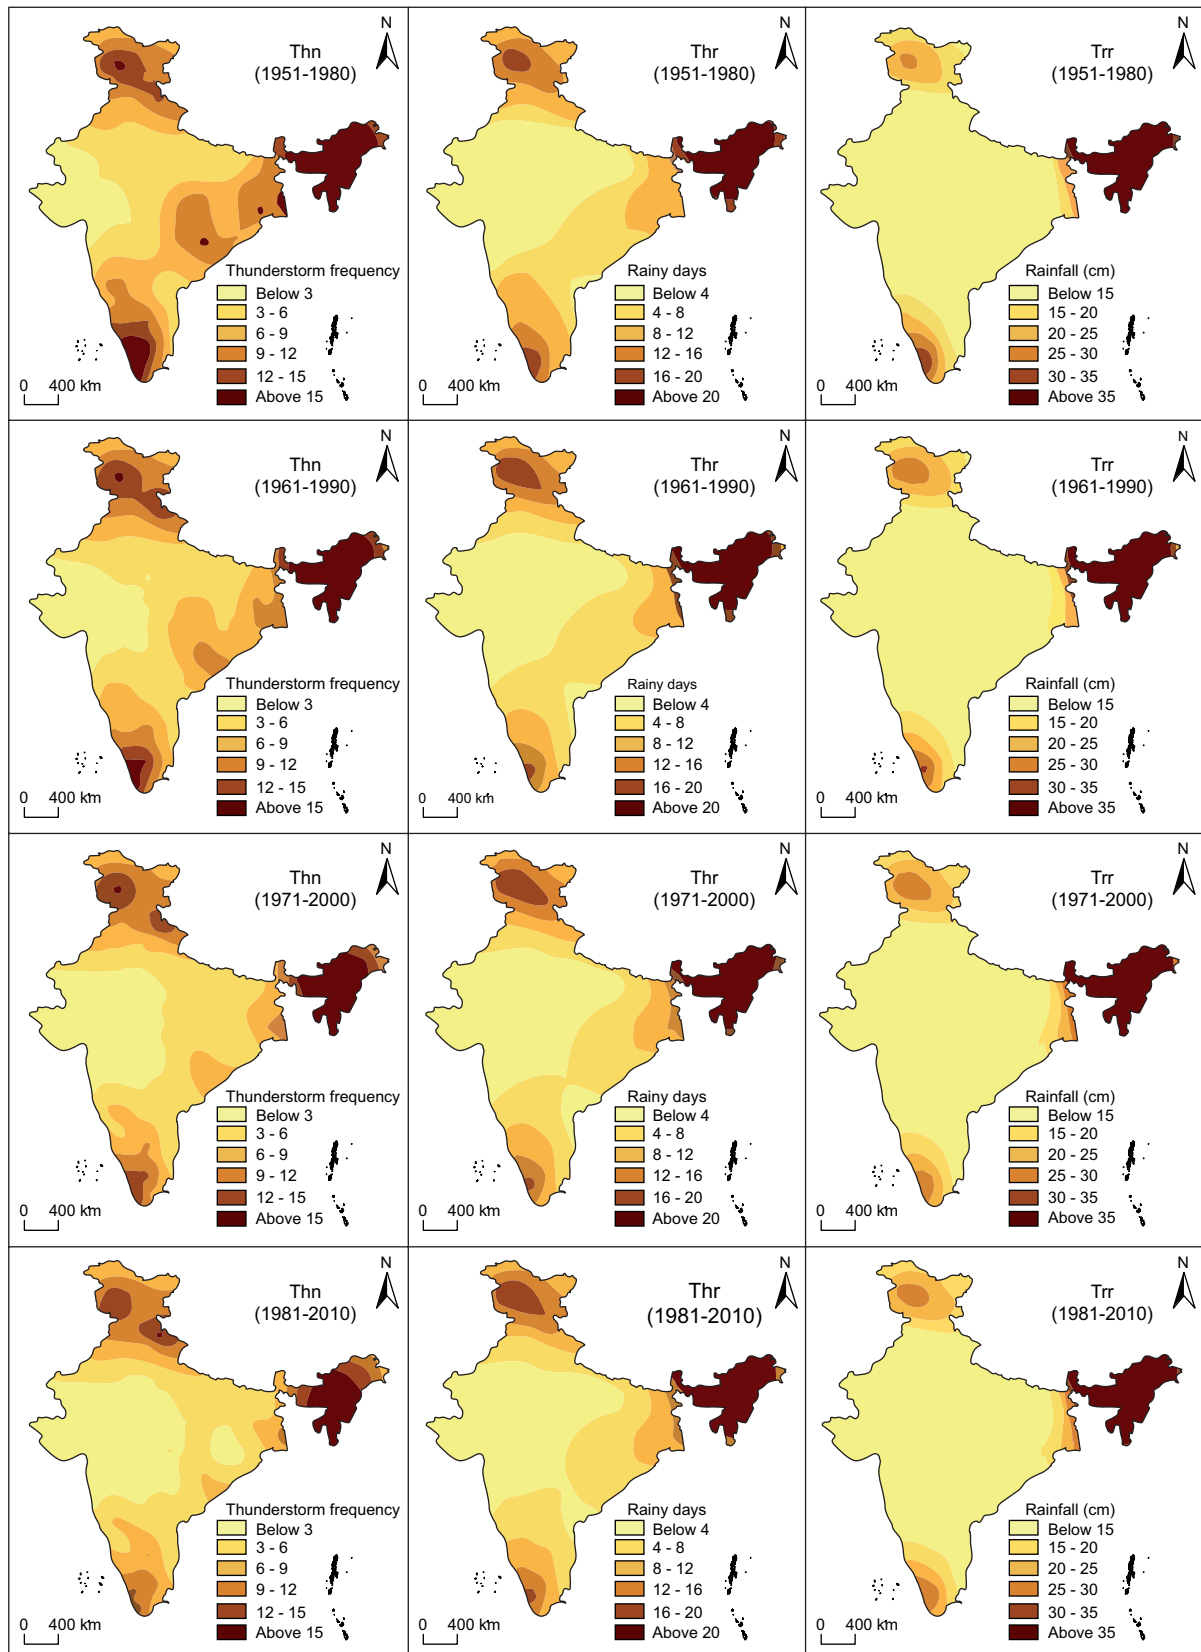 N
Thn
(1951-1980)
Thunderstorm frequency
Below 3
3 - 6
6 - 9
9 - 12
12 - 15
Above 15
0 400 km
N
Thr
(1951-1980)
Rainy days
Below 4
4 - 8
8 - 12
12 - 16
16 - 20
Above 20
0 400 km
N
Trr
(1951-1980)
Rainfall (cm)
Below 15
15 - 20
20 - 25
25 - 30
30 - 35
Above 35
0 400 km
N
Thn
(1961-1990)
Thunderstorm frequency
Below 3
3 - 6
6 - 9
9 - 12
12 - 15
Above 15
0 400 km
N
Thr
(1961-1990)
Rainy days
Below 4
4 - 8
8 - 12
12 - 16
16 - 20
Above 20
0 400 km
N
Trr
(1961-1990)
Rainfall (cm)
Below 15
15 - 20
20 - 25
25 - 30
30 - 35
Above 35
0 400 km
N
Thn
(1971-2000)
Thunderstorm frequency
Below 3
3 - 6
6 - 9
9 - 12
12 - 15
Above 15
0 400 km
N
Thr
(1971-2000)
Rainy days
Below 4
4 - 8
8 - 12
12 - 16
16 - 20
Above 20
0 400 km
N
Trr
(1971-2000)
Rainfall (cm)
Below 15
15 - 20
20 - 25
25 - 30
30 - 35
Above 35
0 400 km
N
Thn
(1981-2010)
Thunderstorm frequency
Below 3
3 - 6
6 - 9
9 - 12
12 - 15
Above 15
0 400 km
N
Thr
(1981-2010)
Rainy days
Below 4
4 - 8
8 - 12
12 - 16
16 - 20
Above 20
0 400 km
N
Trr
(1981-2010)
Rainfall (cm)
Below 15
15 - 20
20 - 25
25 - 30
30 - 35
Above 35
0 400 km